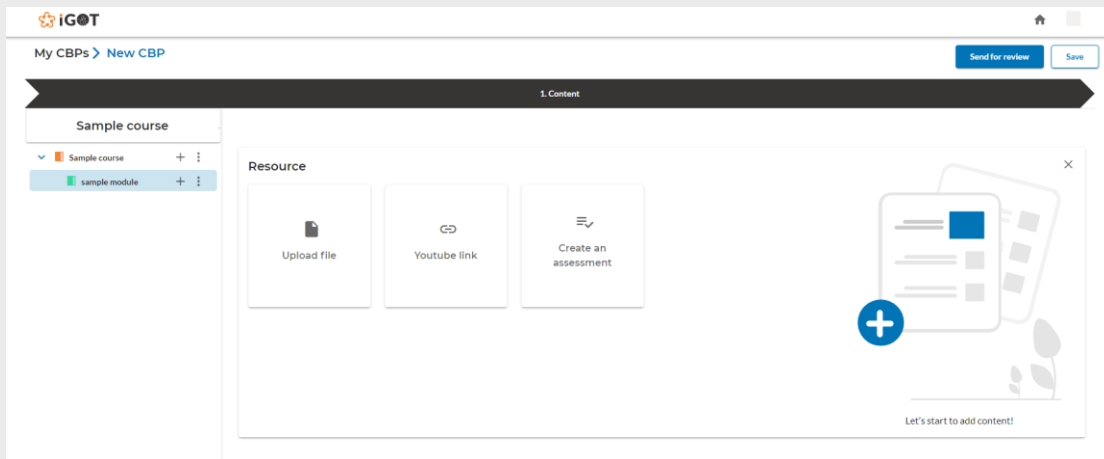 iGOT
My CBPs > New CBP
Send for review
Save
1. Content
Sample course
Sample course
sample module
Resource
Upload file
Youtube link
Create an
assessment
Let's start to add content!